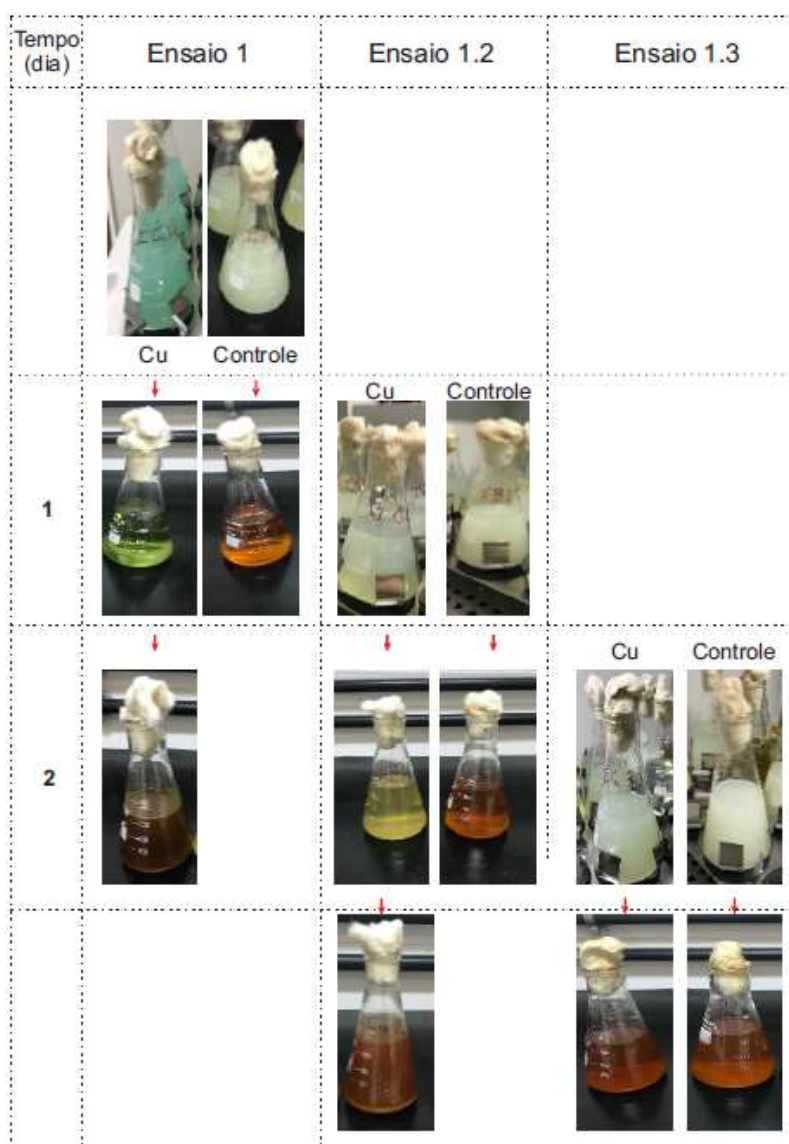 Tempo
(dia)
Ensaio 1
Ensaio 1.2
Ensaio 1.3
Cu
Controle
Cu
Controle
1
Cu
Controle
2